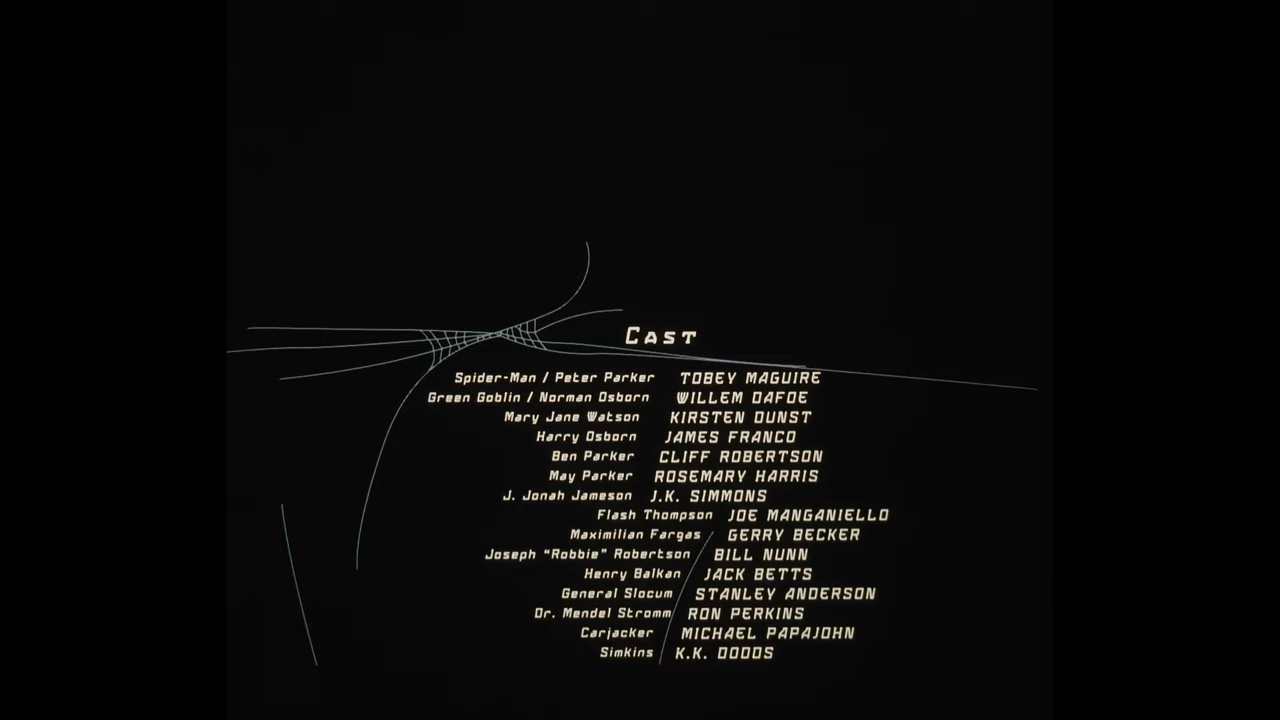 Cast
Spider-Man / Peter Parker TOBEY MAGUIRE
Green Goblin / Norman Osborn WILLEM DAFOE
Mary Jane Watson KIRSTEN DUNST
Harry Osborn JAMES FRANCO
Ben Parker CLIFF ROBERTSON
May Parker ROSEMARY HARRIS
J. Jonah Jameson J.K. SIMMONS
Flash Thompson JOE MANGANIELLO
Maximilian Fargas GERRY BECKER
Joseph "Robbie" Robertson BILL NUNN
Henry Balkan JACK BETTS
General Slocum STANLEY ANDERSON
Dr. Mendel Stromm RON PERKINS
Carjacker MICHAEL PAPAJOHN
Simkins K.K. DODDS